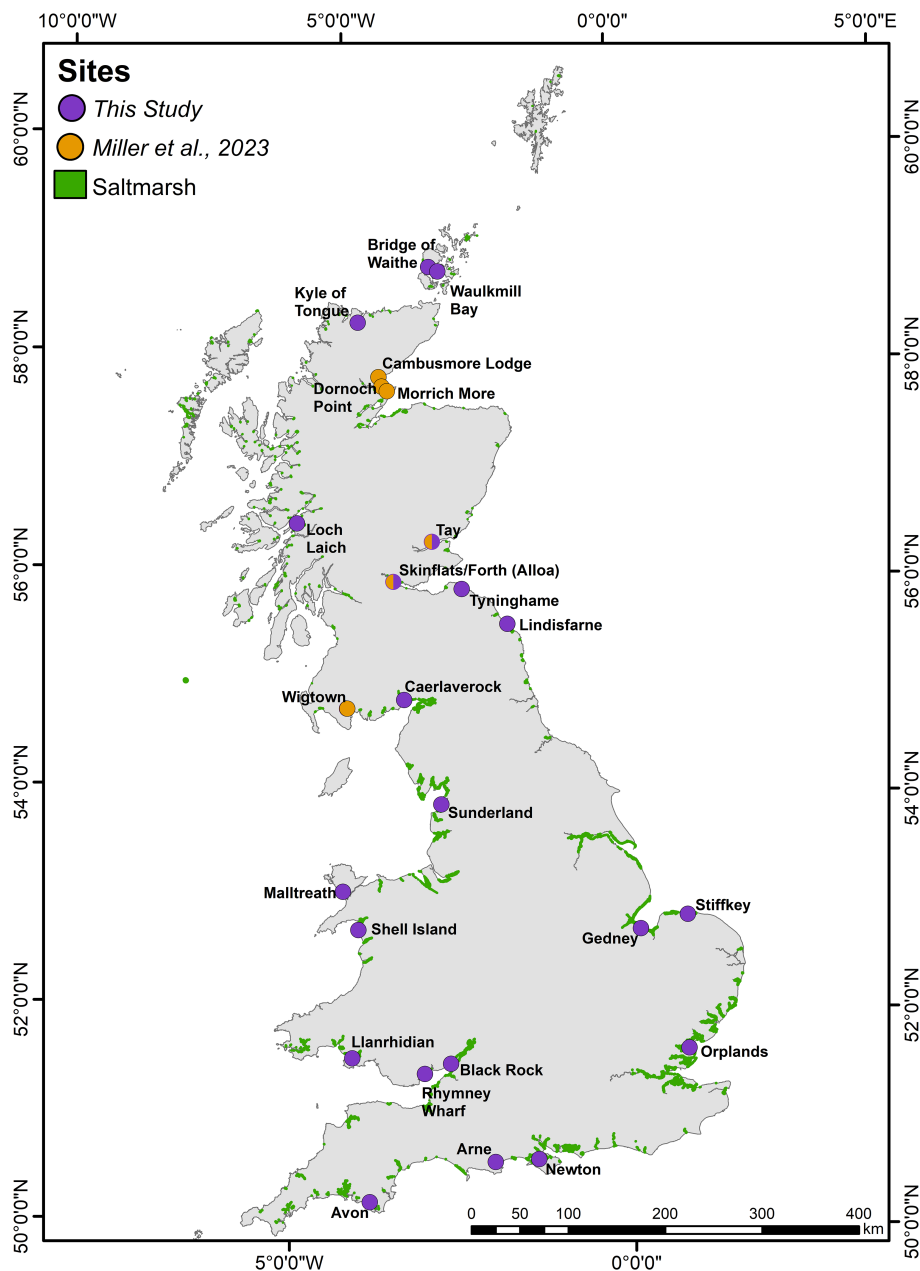 10°0'0"W 5°0'0"W 0°0'0" 5°0'0"E
Sites
This Study
Miller et al., 2023
Saltmarsh
60°0'0"N 60°0'0"N
Bridge of
Waithe
Waulkmill
Bay
Kyle of
Tongue
58°0'0"N 58°0'0"N
Cambusmore Lodge
Dornoch
Point
Morrich More
Loch
Laich
Tay
56°0'0"N 56°0'0"N
Skinflats/Forth (Alloa)
Tyninghame
Lindisfarne
Caerlaverock
Wigtown
54°0'0"N 54°0'0"N
Sunderland
Malltreath
Stiffkey
Shell Island
Gedney
52°0'0"N 52°0'0"N
Llanrhidian
Orplands
Black Rock
Rhymney
Wharf
Arne
Newton
Avon
50°0'0"N 50°0'0"N
0 50 100 200 300 400
km
5°0'0"W 0°0'0"